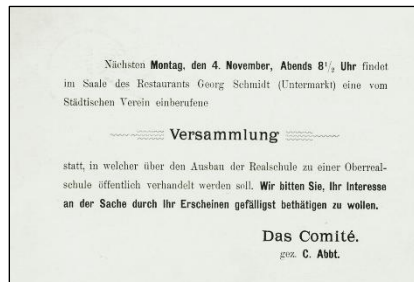 Nächsten Montag, den 4. November, Abends 8½ Uhr findet
im Saale des Restaurants Georg Schmidt (Untermarkt) eine vom
Städtischen Verein einberufene
Versammlung
statt, in welcher über den Ausbau der Realschule zu einer Oberreal-
schule öffentlich verhandelt werden soll. Wir bitten Sie, Ihr Interesse
an der Sache durch Ihr Erscheinen gefälligst bethätigen zu wollen.
Das Comité.
gez. C. Abbt.